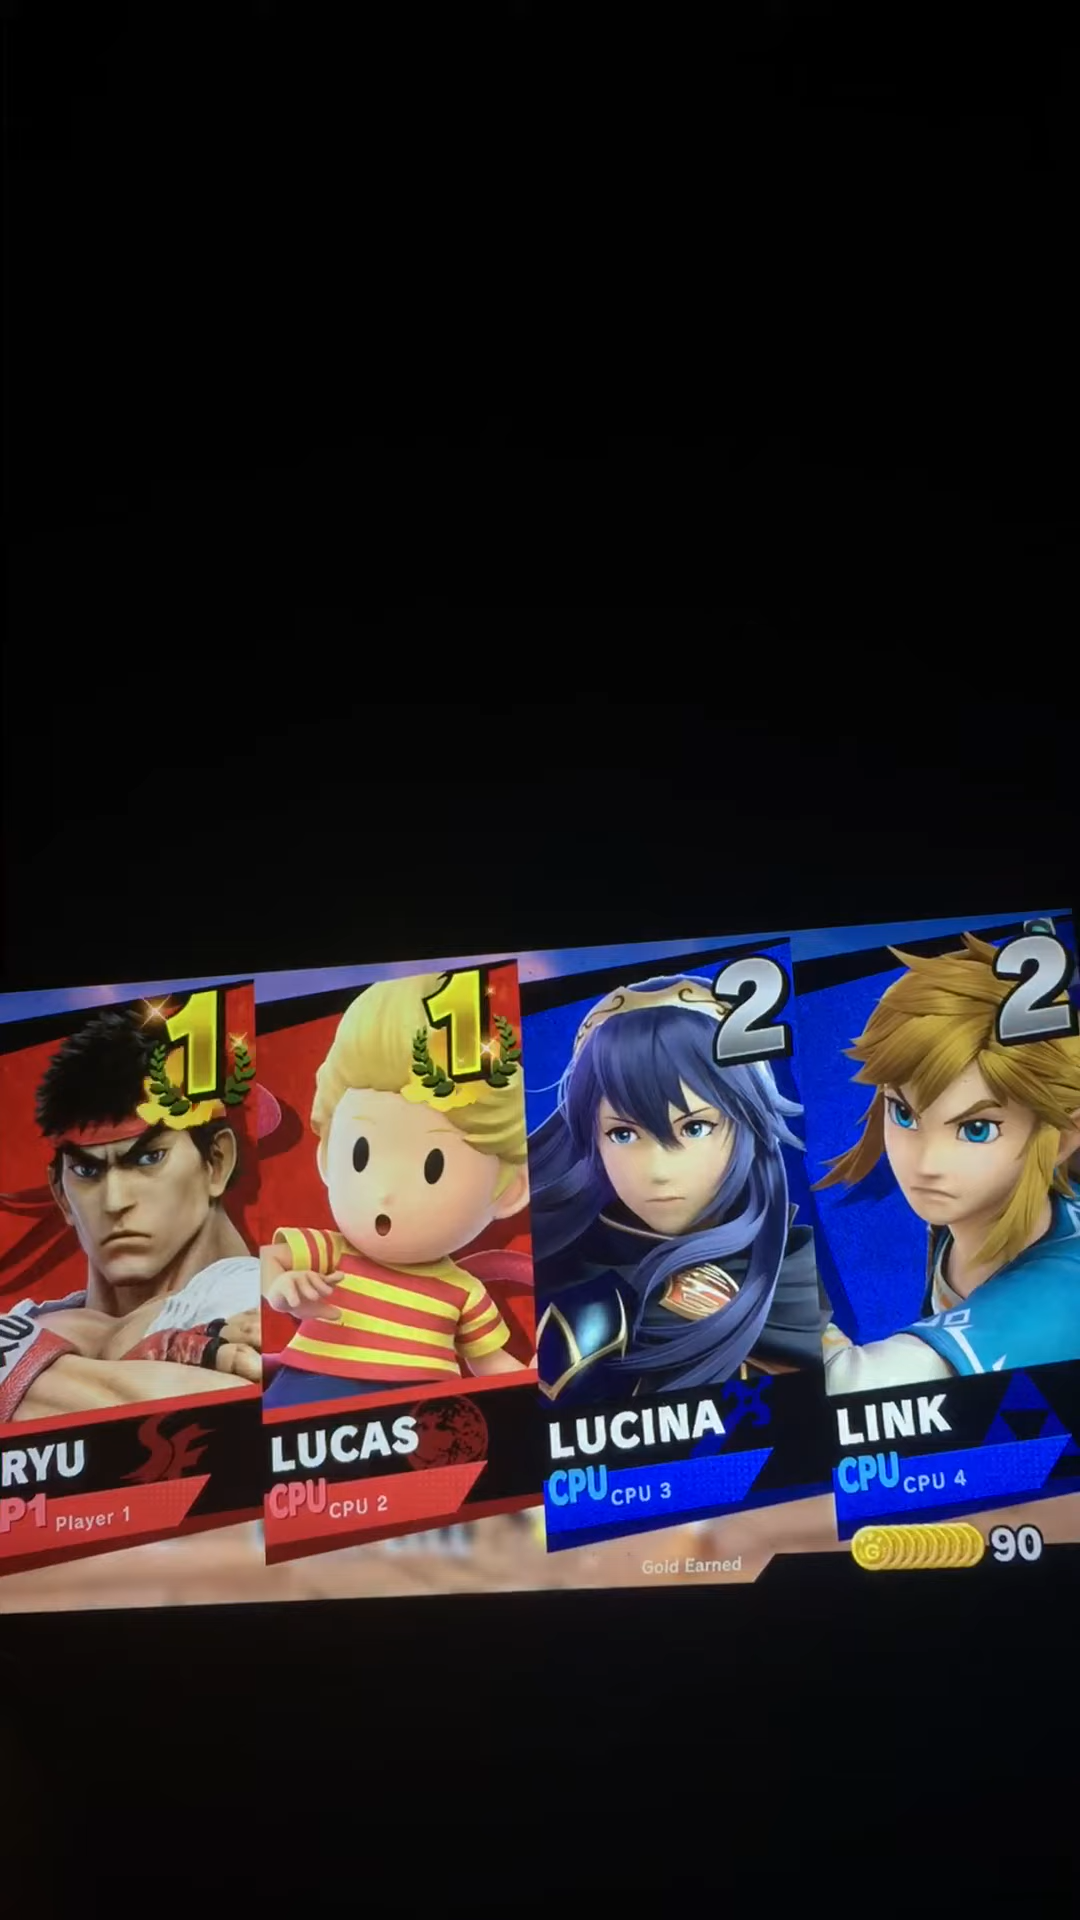 1
1
2
2
RYU
P1 Player 1
LUCAS
CPU CPU 2
LUCINA
CPU CPU 3
LINK
CPU CPU 4
Gold Earned
G 90